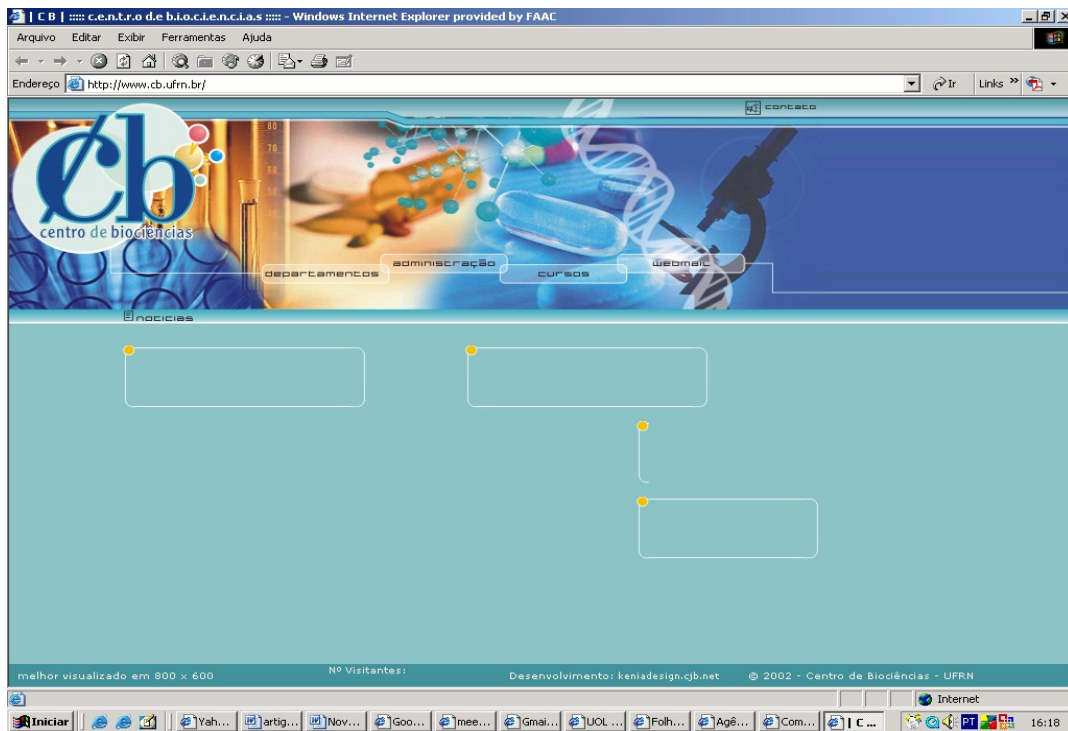 | C B | ::::: c.e.n.t.r.o d.e b.i.o.c.i.e.n.c.i.a.s ::::: - Windows Internet Explorer provided by FAAC
Arquivo Editar Exibir Ferramentas Ajuda
Endereço http://www.cb.ufrn.br/ Ir Links »
contato
80
70
Cb
centro de biociências
administração webmail
departamentos cursos
noticias
Nº Visitantes:
melhor visualizado em 800 x 600 Desenvolvimento: keniadesign.cjb.net © 2002 - Centro de Biociências - UFRN
Internet
Iniciar Yah... artig... Nov... Goo... mee... Gmai... UOL ... Folh... Agê... Com... | C ... PT 16:18